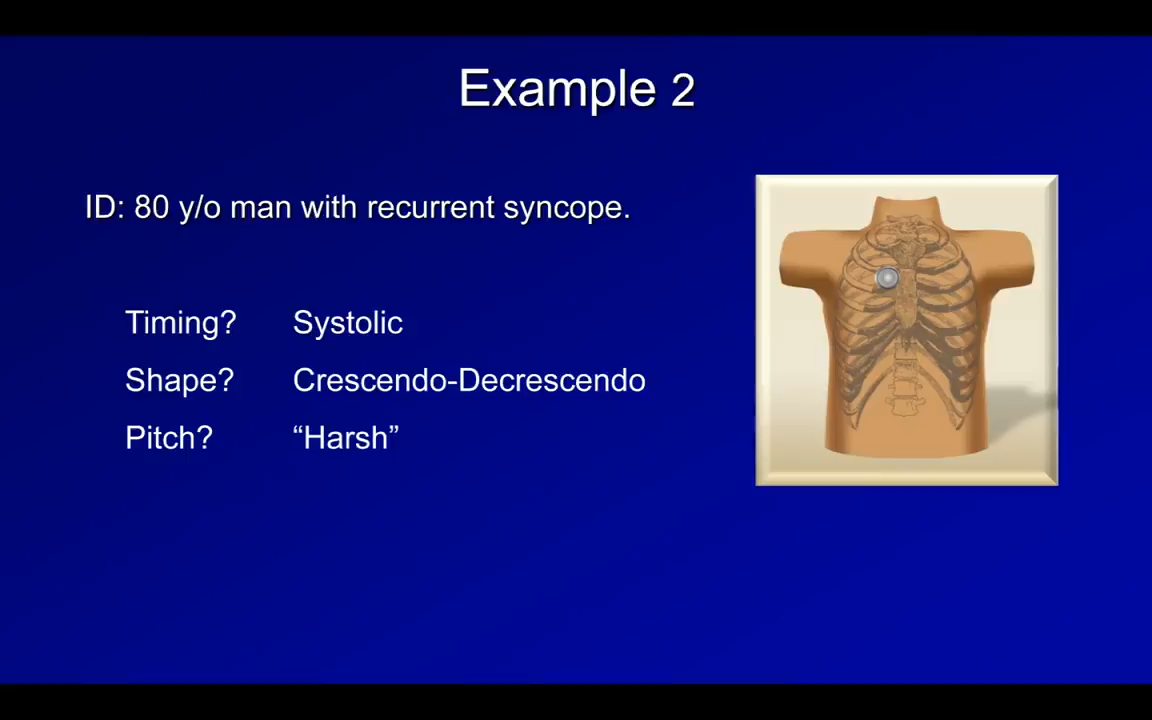 Example 2
ID: 80 y/o man with recurrent syncope.
Timing? Systolic
Shape? Crescendo-Decrescendo
Pitch? “Harsh”